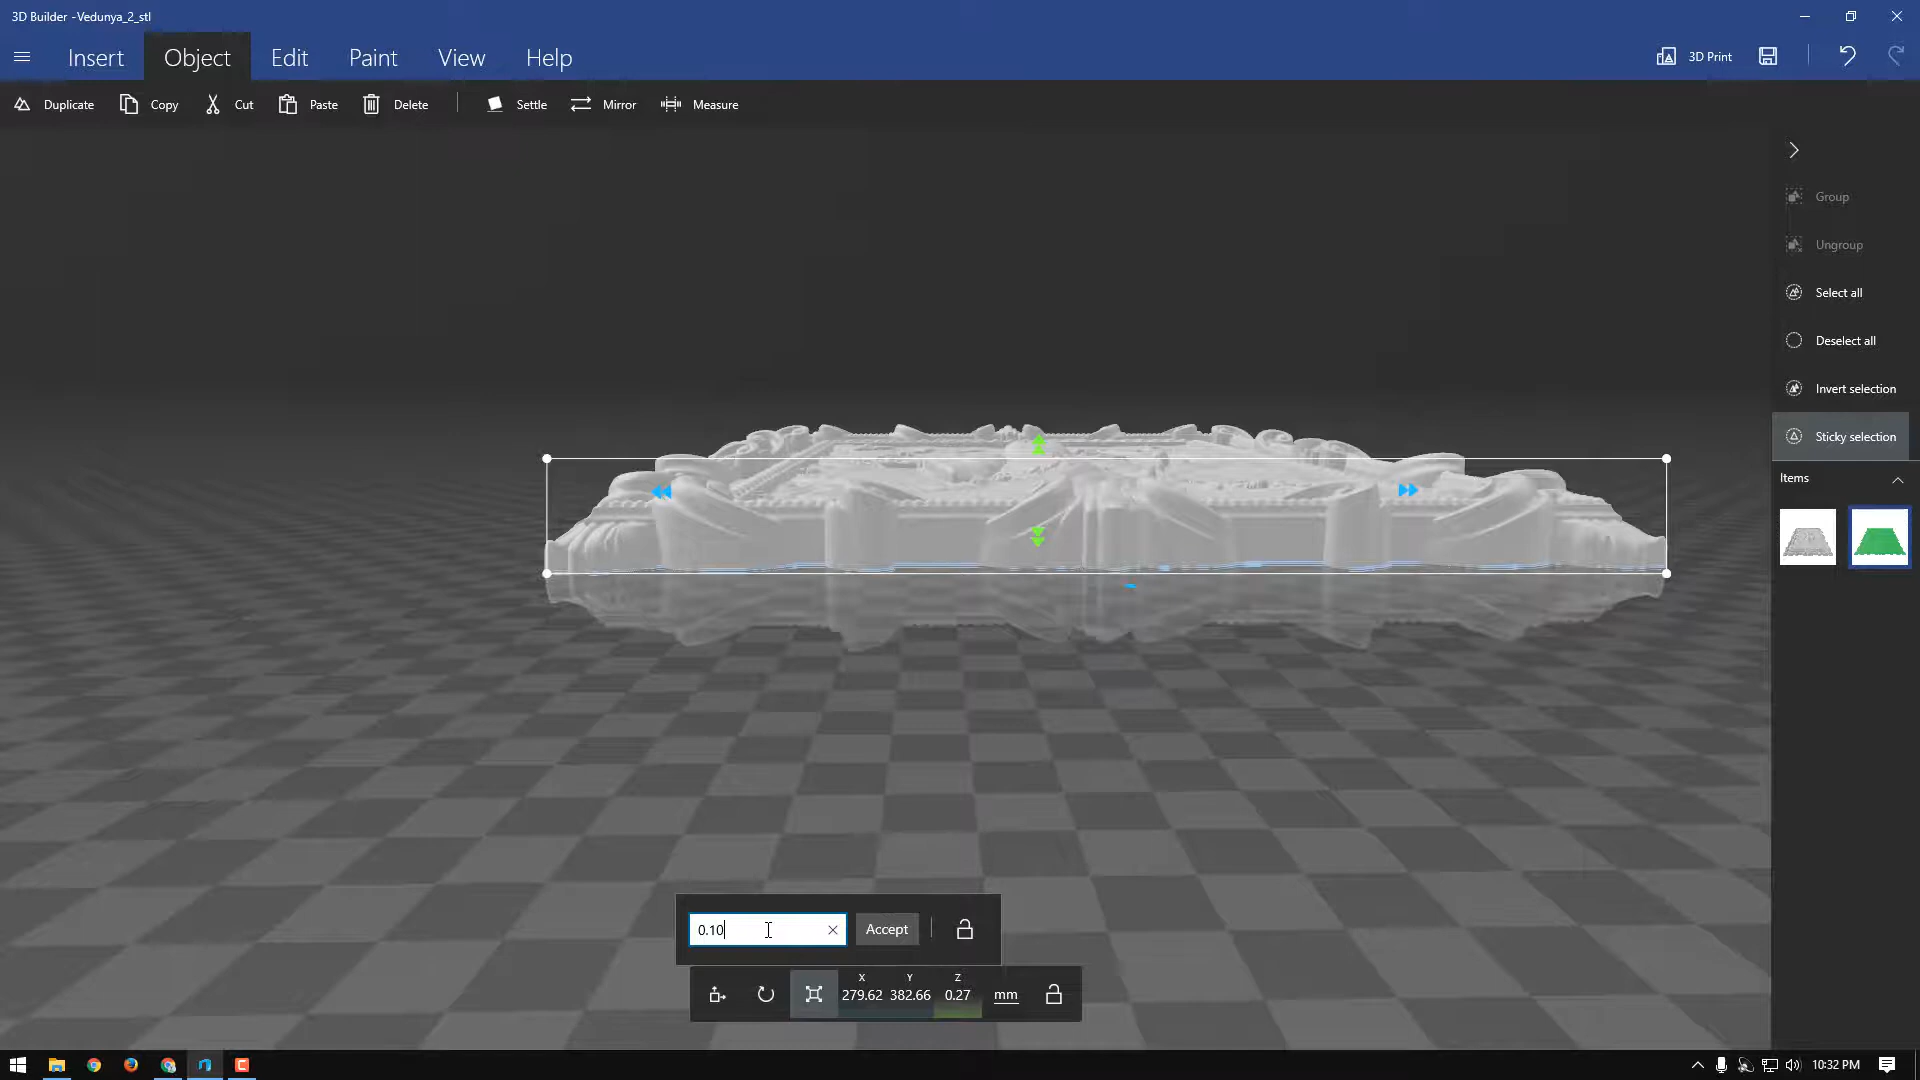 3D Builder -Vedunya_2_stl
Insert Object Edit Paint View Help 3D Print
Duplicate Copy Cut Paste Delete Settle Mirror Measure
Group
Ungroup
Select all
Deselect all
Invert selection
Sticky selection
Items
0.10 Accept
X Y Z
279.62 382.66 0.27 mm
10:32 PM